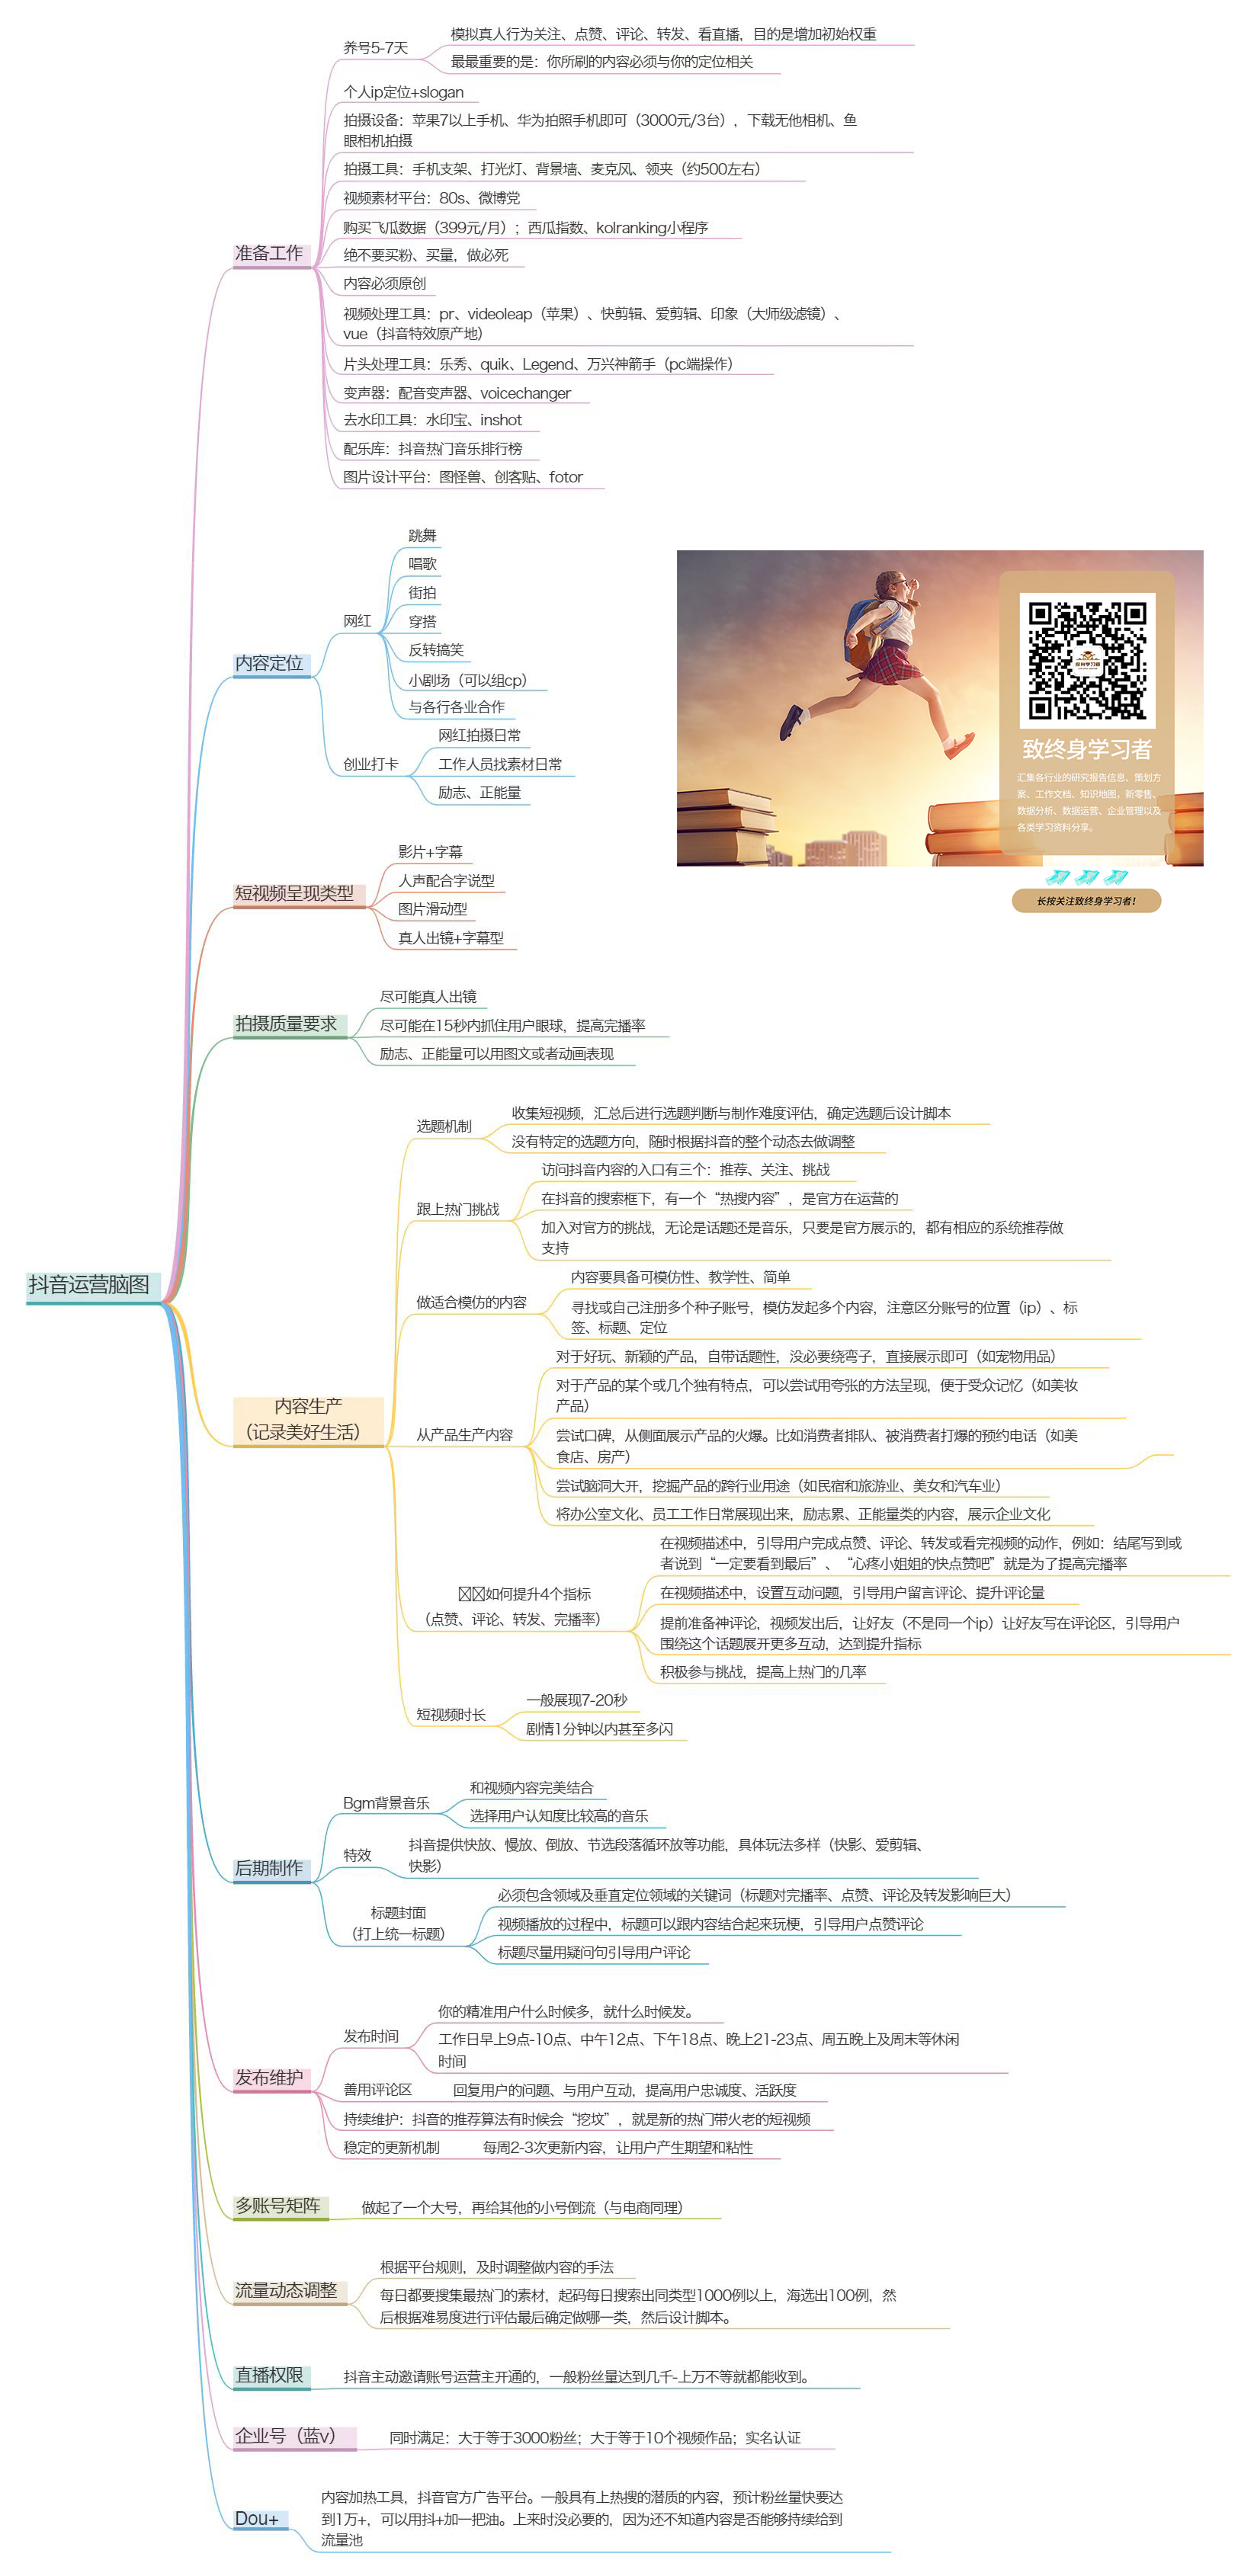 抖音运营脑图
准备工作
养号5-7天
模拟真人行为关注、点赞、评论、转发、看直播，目的是增加初始权重
最最重要的是：你所刷的内容必须与你的定位相关
个人ip定位+slogan
拍摄设备：苹果7以上手机、华为拍照手机即可（3000元/3台），下载无他相机、鱼
眼相机拍摄
拍摄工具：手机支架、打光灯、背景墙、麦克风、领夹（约500左右）
视频素材平台：80s、微博党
购买飞瓜数据（399元/月）；西瓜指数、kolranking小程序
绝不要买粉、买量，做必死
内容必须原创
视频处理工具：pr、videoleap（苹果）、快剪辑、爱剪辑、印象（大师级滤镜）、
vue（抖音特效原产地）
片头处理工具：乐秀、quik、Legend、万兴神箭手（pc端操作）
变声器：配音变声器、voicechanger
去水印工具：水印宝、inshot
配乐库：抖音热门音乐排行榜
图片设计平台：图怪兽、创客贴、fotor
内容定位
网红
跳舞
唱歌
街拍
穿搭
反转搞笑
小剧场（可以组cp）
与各行各业合作
创业打卡
网红拍摄日常
工作人员找素材日常
励志、正能量
致终身学习者
汇集各行业的研究报告信息、策划方
案、工作文档、知识地图，新零售、
数据分析、数据运营、企业管理以及
各类学习资料分享。
长按关注致终身学习者！
短视频呈现类型
影片+字幕
人声配合字说型
图片滑动型
真人出镜+字幕型
拍摄质量要求
尽可能真人出镜
尽可能在15秒内抓住用户眼球，提高完播率
励志、正能量可以用图文或者动画表现
内容生产
（记录美好生活）
选题机制
收集短视频，汇总后进行选题判断与制作难度评估，确定选题后设计脚本
没有特定的选题方向，随时根据抖音的整个动态去做调整
跟上热门挑战
访问抖音内容的入口有三个：推荐、关注、挑战
在抖音的搜索框下，有一个“热搜内容”，是官方在运营的
加入对官方的挑战，无论是话题还是音乐，只要是官方展示的，都有相应的系统推荐做
支持
做适合模仿的内容
内容要具备可模仿性、教学性、简单
寻找或自己注册多个种子账号，模仿发起多个内容，注意区分账号的位置（ip）、标
签、标题、定位
从产品生产内容
对于好玩、新颖的产品，自带话题性，没必要绕弯子，直接展示即可（如宠物用品）
对于产品的某个或几个独有特点，可以尝试用夸张的方法呈现，便于受众记忆（如美妆
产品）
尝试口碑，从侧面展示产品的火爆。比如消费者排队、被消费者打爆的预约电话（如美
食店、房产）
尝试脑洞大开，挖掘产品的跨行业用途（如民宿和旅游业、美女和汽车业）
将办公室文化、员工工作日常展现出来，励志累、正能量类的内容，展示企业文化
如何提升4个指标
（点赞、评论、转发、完播率）
在视频描述中，引导用户完成点赞、评论、转发或看完视频的动作，例如：结尾写到或
者说到“一定要看到最后”、“心疼小姐姐的快点赞吧”就是为了提高完播率
在视频描述中，设置互动问题，引导用户留言评论、提升评论量
提前准备神评论，视频发出后，让好友（不是同一个ip）让好友写在评论区，引导用户
围绕这个话题展开更多互动，达到提升指标
积极参与挑战，提高上热门的几率
短视频时长
一般展现7-20秒
剧情1分钟以内甚至多闪
后期制作
Bgm背景音乐
和视频内容完美结合
选择用户认知度比较高的音乐
特效
抖音提供快放、慢放、倒放、节选段落循环放等功能，具体玩法多样（快影、爱剪辑、
快影）
标题封面
（打上统一标题）
必须包含领域及垂直定位领域的关键词（标题对完播率、点赞、评论及转发影响巨大）
视频播放的过程中，标题可以跟内容结合起来玩梗，引导用户点赞评论
标题尽量用疑问句引导用户评论
发布维护
发布时间
你的精准用户什么时候多，就什么时候发。
工作日早上9点-10点、中午12点、下午18点、晚上21-23点、周五晚上及周末等休闲
时间
善用评论区 回复用户的问题、与用户互动，提高用户忠诚度、活跃度
持续维护：抖音的推荐算法有时候会“挖坟”，就是新的热门带火老的短视频
稳定的更新机制 每周2-3次更新内容，让用户产生期望和粘性
多账号矩阵
做起了一个大号，再给其他的小号倒流（与电商同理）
流量动态调整
根据平台规则，及时调整做内容的手法
每日都要搜集最热门的素材，起码每日搜索出同类型1000例以上，海选出100例，然
后根据难易度进行评估最后确定做哪一类，然后设计脚本。
直播权限
抖音主动邀请账号运营主开通的，一般粉丝量达到几千-上万不等就都能收到。
企业号（蓝v）
同时满足：大于等于3000粉丝；大于等于10个视频作品；实名认证
Dou+
内容加热工具，抖音官方广告平台。一般具有上热搜的潜质的内容，预计粉丝量快要达
到1万+，可以用抖+加一把油。上来时没必要的，因为还不知道内容是否能够持续给到
流量池